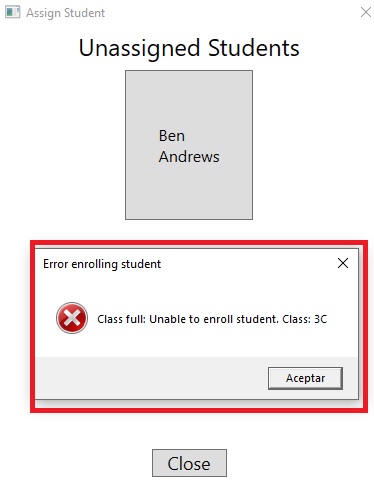 Assign Student
Unassigned Students
Ben
Andrews
Error enrolling student
Class full: Unable to enroll student. Class: 3C
Aceptar
Close